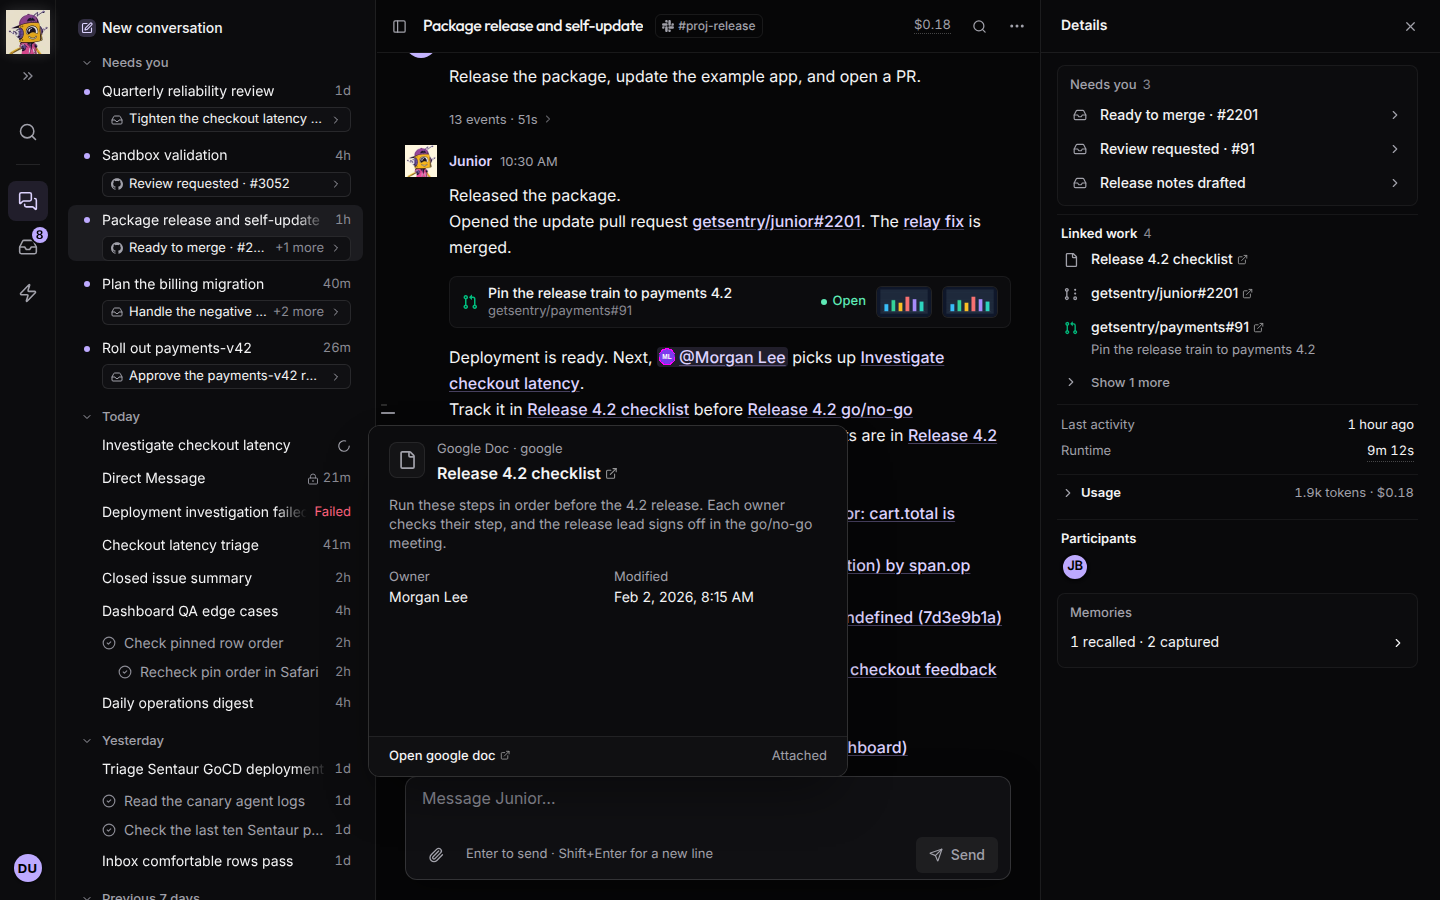 New conversation
Needs you
Quarterly reliability review 1d
Tighten the checkout latency ...
Sandbox validation 4h
Review requested · #3052
Package release and self-update 1h
Ready to merge · #2... +1 more
8
Plan the billing migration 40m
Handle the negative ... +2 more
Roll out payments-v42 26m
Approve the payments-v42 r...
Today
Investigate checkout latency
Direct Message 21m
Deployment investigation failed Failed
Checkout latency triage 41m
Closed issue summary 2h
Dashboard QA edge cases 4h
Check pinned row order 2h
Recheck pin order in Safari 2h
Daily operations digest 4h
Yesterday
Triage Sentaur GoCD deployment 1d
Read the canary agent logs 1d
Check the last ten Sentaur p... 1d
Inbox comfortable rows pass 1d
Previous 7 days
DU
Package release and self-update #proj-release $0.18
Release the package, update the example app, and open a PR.
13 events · 51s
Junior 10:30 AM
Released the package.
Opened the update pull request getsentry/junior#2201. The relay fix is
merged.
Pin the release train to payments 4.2
getsentry/payments#91
Open
Deployment is ready. Next, ML @Morgan Lee picks up Investigate
checkout latency.
Track it in Release 4.2 checklist before Release 4.2 go/no-go
s are in Release 4.2
or: cart.total is
tion) by span.op
ndefined (7d3e9b1a)
checkout feedback
hboard)
Google Doc · google
Release 4.2 checklist
Run these steps in order before the 4.2 release. Each owner
checks their step, and the release lead signs off in the go/no-go
meeting.
Owner Modified
Morgan Lee Feb 2, 2026, 8:15 AM
Open google doc Attached
Message Junior...
Enter to send · Shift+Enter for a new line
Send
Details
Needs you 3
Ready to merge · #2201
Review requested · #91
Release notes drafted
Linked work 4
Release 4.2 checklist
getsentry/junior#2201
getsentry/payments#91
Pin the release train to payments 4.2
Show 1 more
Last activity 1 hour ago
Runtime 9m 12s
Usage 1.9k tokens · $0.18
Participants
JB
Memories
1 recalled · 2 captured